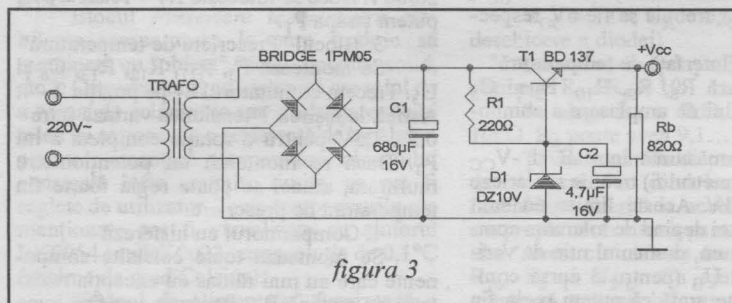 BRIDGE 1PM05
T1 BD 137
+Vcc
TRAFO
220V~
C1
680µF
16V
R1
220Ω
D1
DZ10V
C2
4,7µF
16V
Rb
820Ω
figura 3